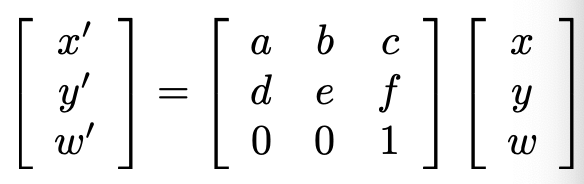 [ x′ ] = [ a b c ] [ x ]
[ y′ ] = [ d e f ] [ y ]
[ w′ ] = [ 0 0 1 ] [ w ]